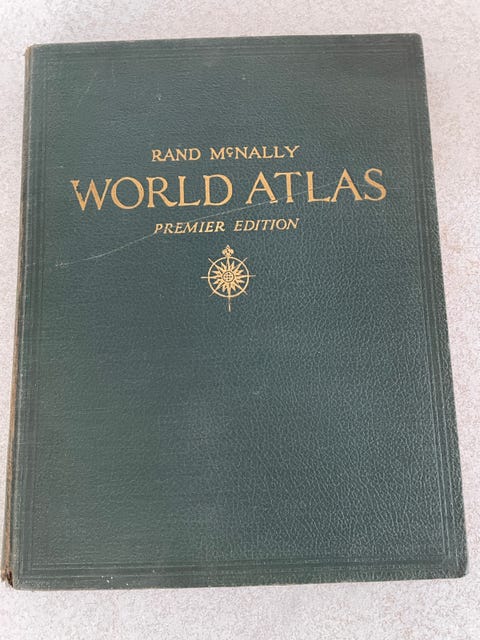 RAND McNALLY
WORLD ATLAS
PREMIER EDITION